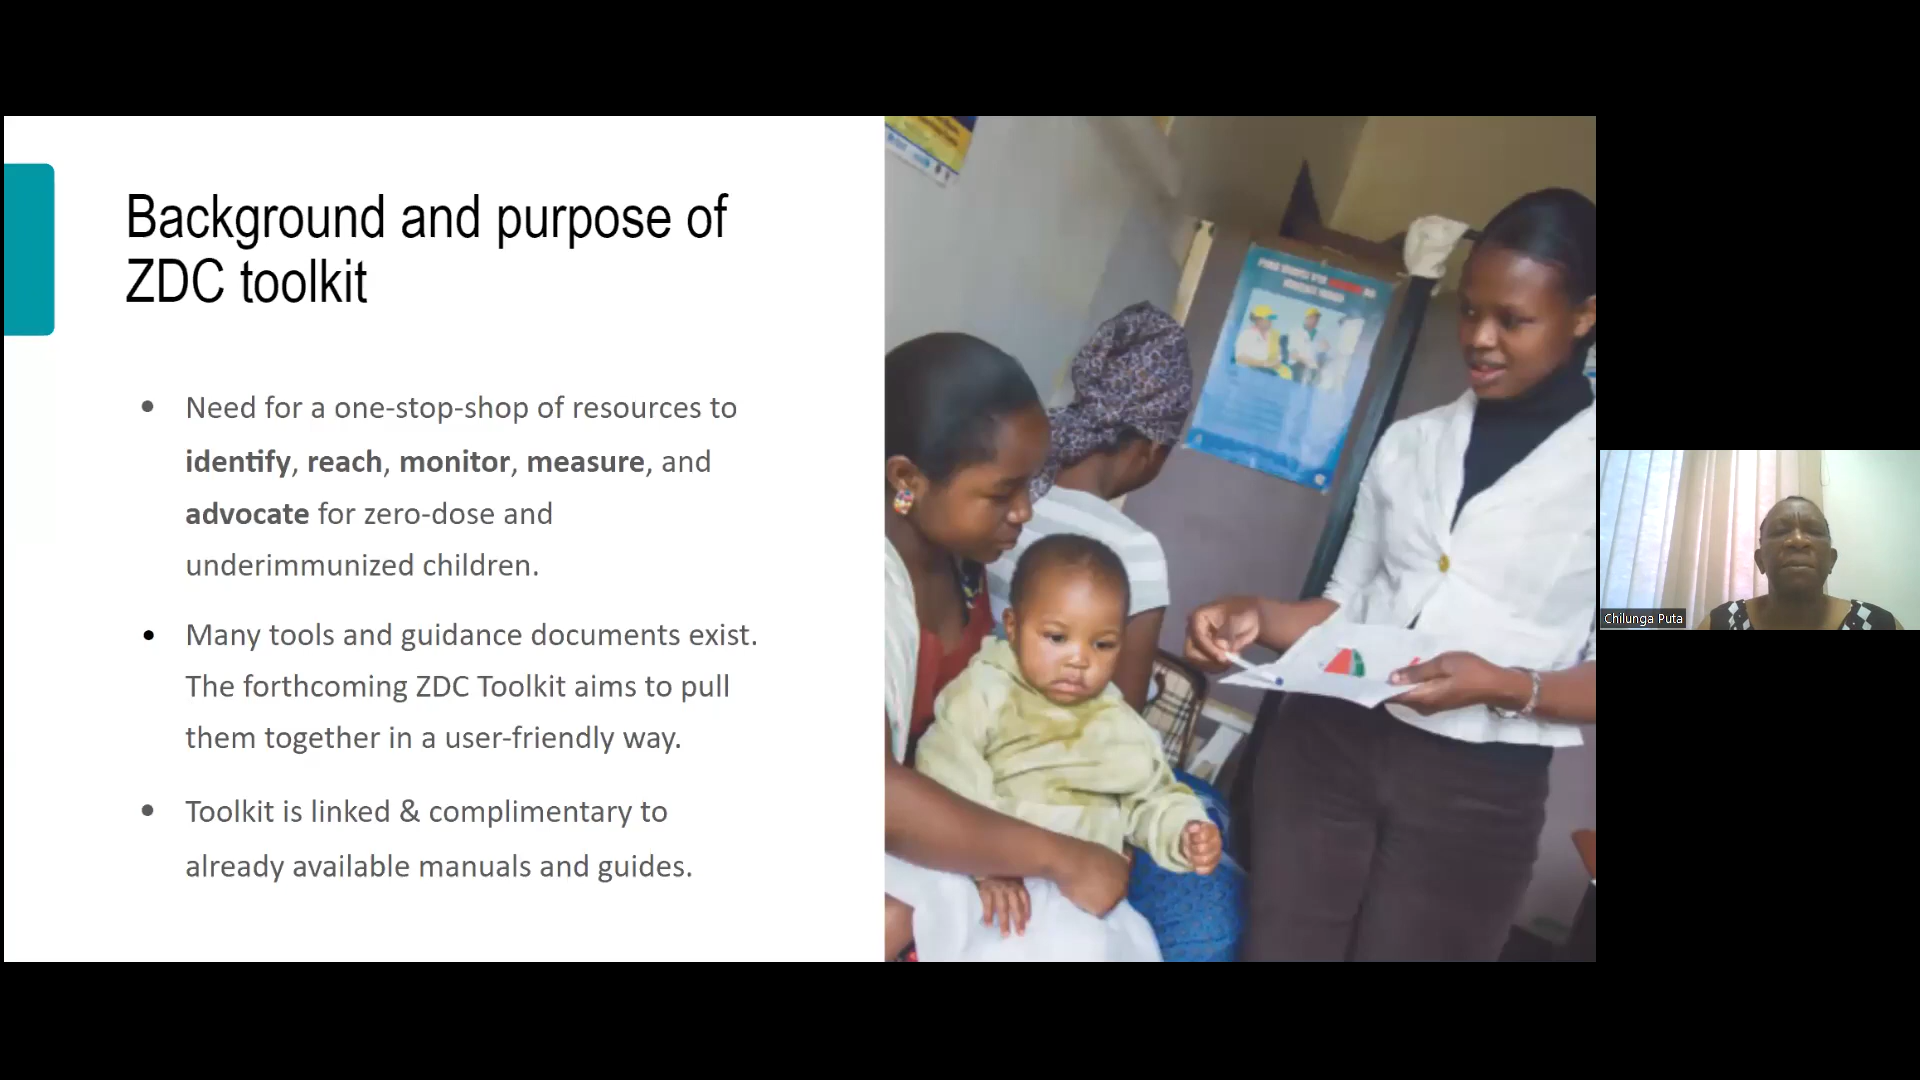 Background and purpose of
ZDC toolkit
• Need for a one-stop-shop of resources to
identify, reach, monitor, measure, and
advocate for zero-dose and
underimmunized children.
• Many tools and guidance documents exist.
The forthcoming ZDC Toolkit aims to pull
them together in a user-friendly way.
• Toolkit is linked & complimentary to
already available manuals and guides.
Chilunga Puta